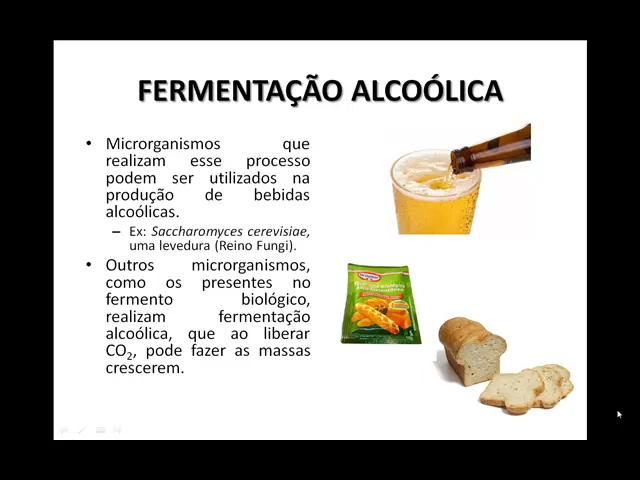 FERMENTAÇÃO ALCOÓLICA
• Microrganismos que
realizam esse processo
podem ser utilizados na
produção de bebidas
alcoólicas.
– Ex: Saccharomyces cerevisiae,
uma levedura (Reino Fungi).
• Outros microrganismos,
como os presentes no
fermento biológico,
realizam fermentação
alcoólica, que ao liberar
CO₂, pode fazer as massas
crescerem.